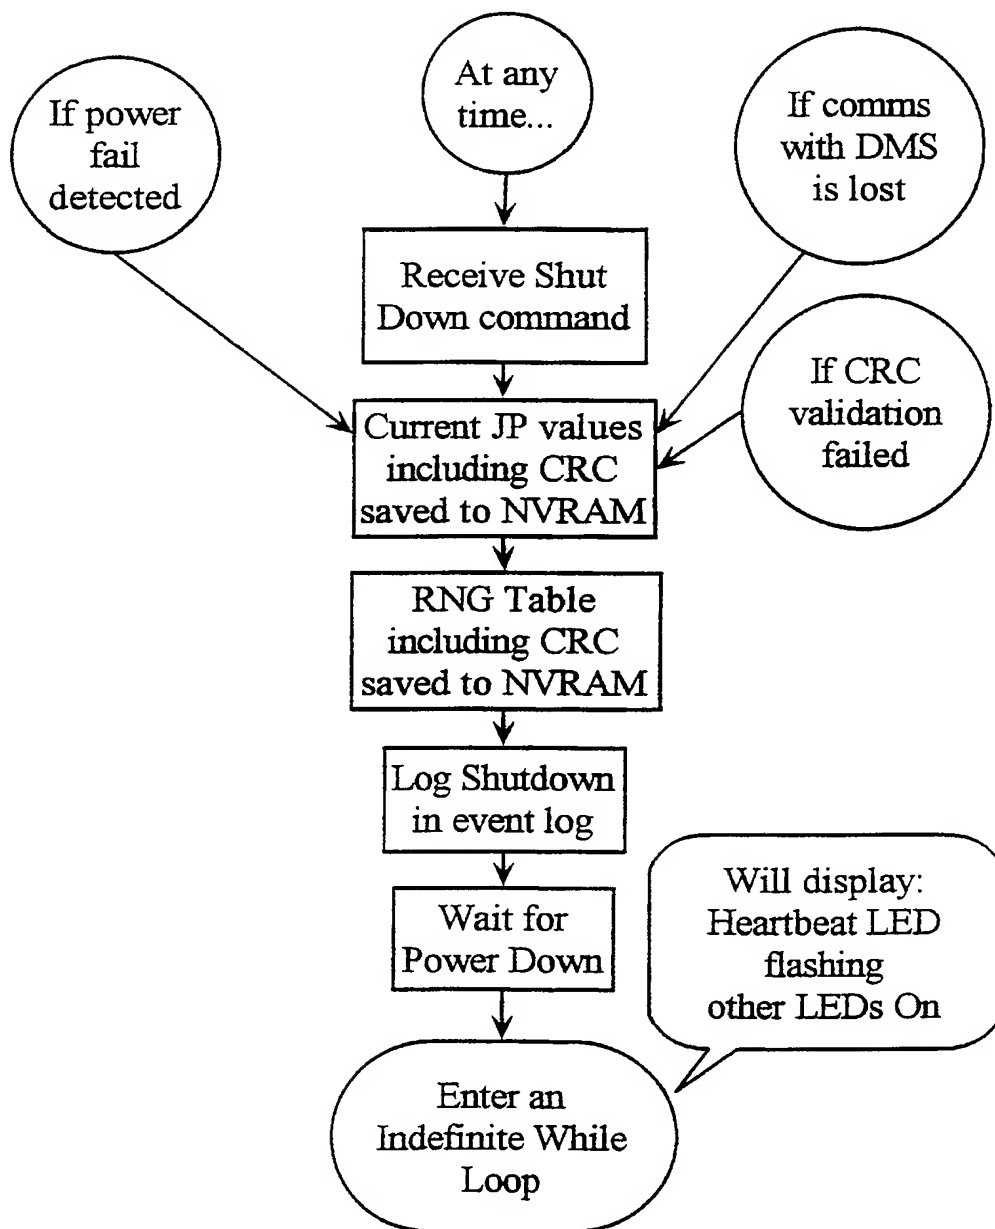 If power
fail
detected
At any
time...
If comms
with DMS
is lost
Receive Shut
Down command
If CRC
validation
failed
Current JP values
including CRC
saved to NVRAM
RNG Table
including CRC
saved to NVRAM
Log Shutdown
in event log
Wait for
Power Down
Will display:
Heartbeat LED
flashing
other LEDs On
Enter an
Indefinite While
Loop